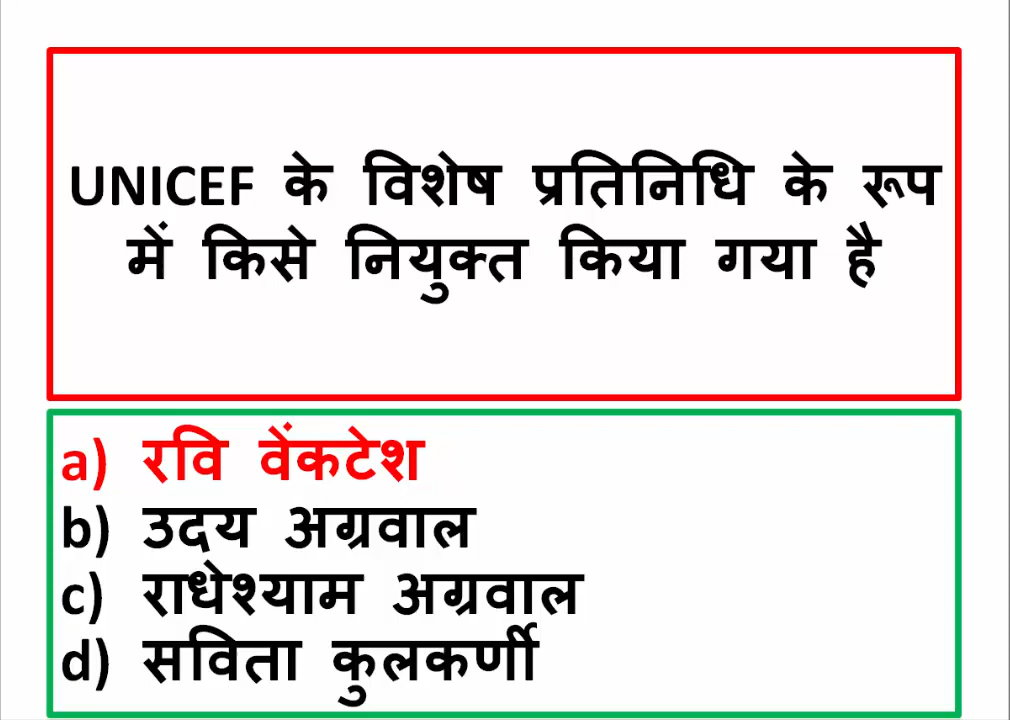 UNICEF के विशेष प्रतिनिधि के रूप
में किसे नियुक्त किया गया है
a) रवि वेंकटेश
b) उदय अग्रवाल
c) राधेश्याम अग्रवाल
d) सविता कुलकर्णी